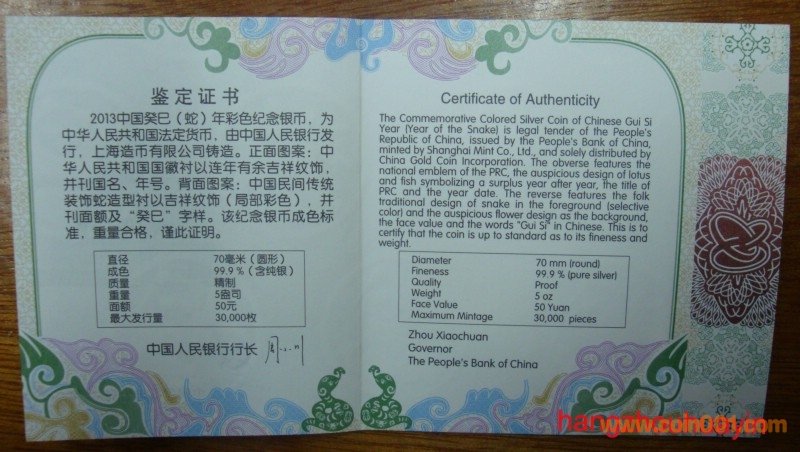 鉴定证书
2013中国癸巳（蛇）年彩色纪念银币，为
中华人民共和国法定货币，由中国人民银行发
行，上海造币有限公司铸造。正面图案：中
华人民共和国国徽衬以连年有余吉祥纹饰，
并刊国名、年号。背面图案：中国民间传统
装饰蛇造型衬以吉祥纹饰（局部彩色），并
刊面额及“癸巳”字样。该纪念银币成色标
准，重量合格，谨此证明。
直径 70毫米（圆形）
成色 99.9％（含纯银）
质量 精制
重量 5盎司
面额 50元
最大发行量 30,000枚
中国人民银行行长
Certificate of Authenticity
The Commemorative Colored Silver Coin of Chinese Gui Si
Year (Year of the Snake) is legal tender of the People's
Republic of China, issued by the People's Bank of China,
minted by Shanghai Mint Co., Ltd., and solely distributed by
China Gold Coin Incorporation. The obverse features the
national emblem of the PRC, the auspicious design of lotus
and fish symbolizing a surplus year after year, the title of
PRC and the year date. The reverse features the folk
traditional design of snake in the foreground (selective
color) and the auspicious flower design as the background,
the face value and the words "Gui Si" in Chinese. This is to
certify that the coin is up to standard as to its fineness and
weight.
Diameter 70 mm (round)
Fineness 99.9 % (pure silver)
Quality Proof
Weight 5 oz
Face Value 50 Yuan
Maximum Mintage 30,000 pieces
Zhou Xiaochuan
Governor
The People's Bank of China
www.coin001.com